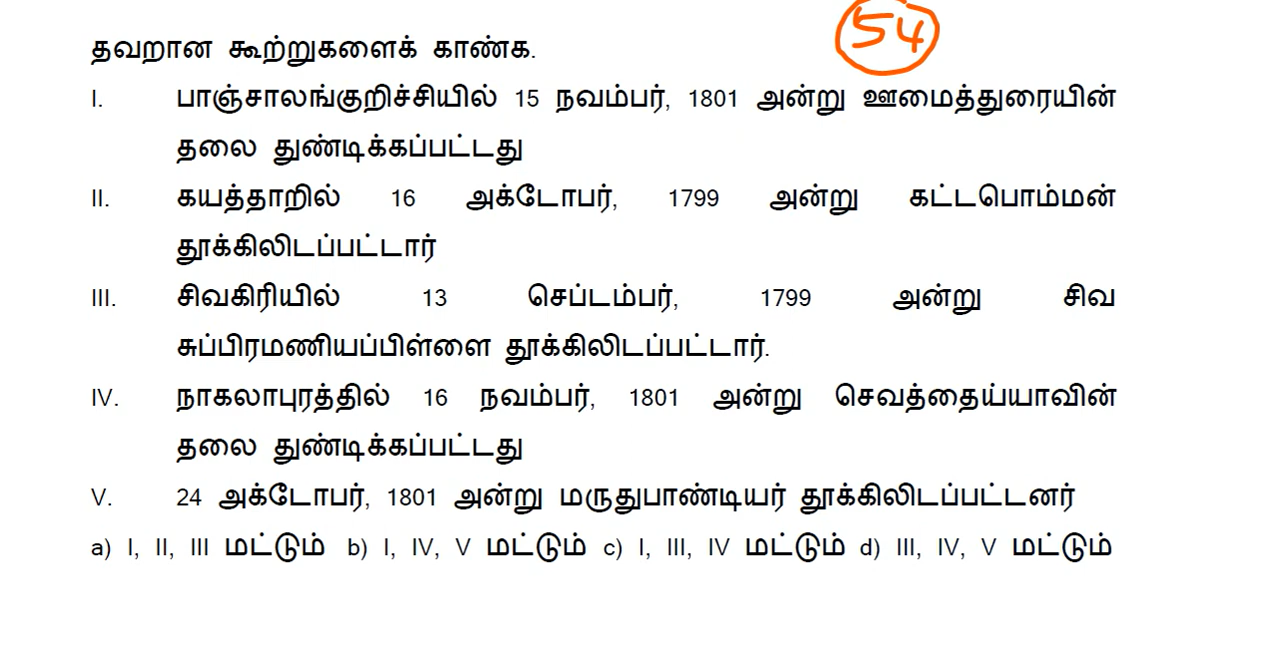 54
தவறான கூற்றுகளைக் காண்க.
I. பாஞ்சாலங்குறிச்சியில் 15 நவம்பர், 1801 அன்று ஊமைத்துரையின்
தலை துண்டிக்கப்பட்டது
II. கயத்தாறில் 16 அக்டோபர், 1799 அன்று கட்டபொம்மன்
தூக்கிலிடப்பட்டார்
III. சிவகிரியில் 13 செப்டம்பர், 1799 அன்று சிவ
சுப்பிரமணியப்பிள்ளை தூக்கிலிடப்பட்டார்.
IV. நாகலாபுரத்தில் 16 நவம்பர், 1801 அன்று செவத்தைய்யாவின்
தலை துண்டிக்கப்பட்டது
V. 24 அக்டோபர், 1801 அன்று மருதுபாண்டியர் தூக்கிலிடப்பட்டனர்
a) I, II, III மட்டும் b) I, IV, V மட்டும் c) I, III, IV மட்டும் d) III, IV, V மட்டும்